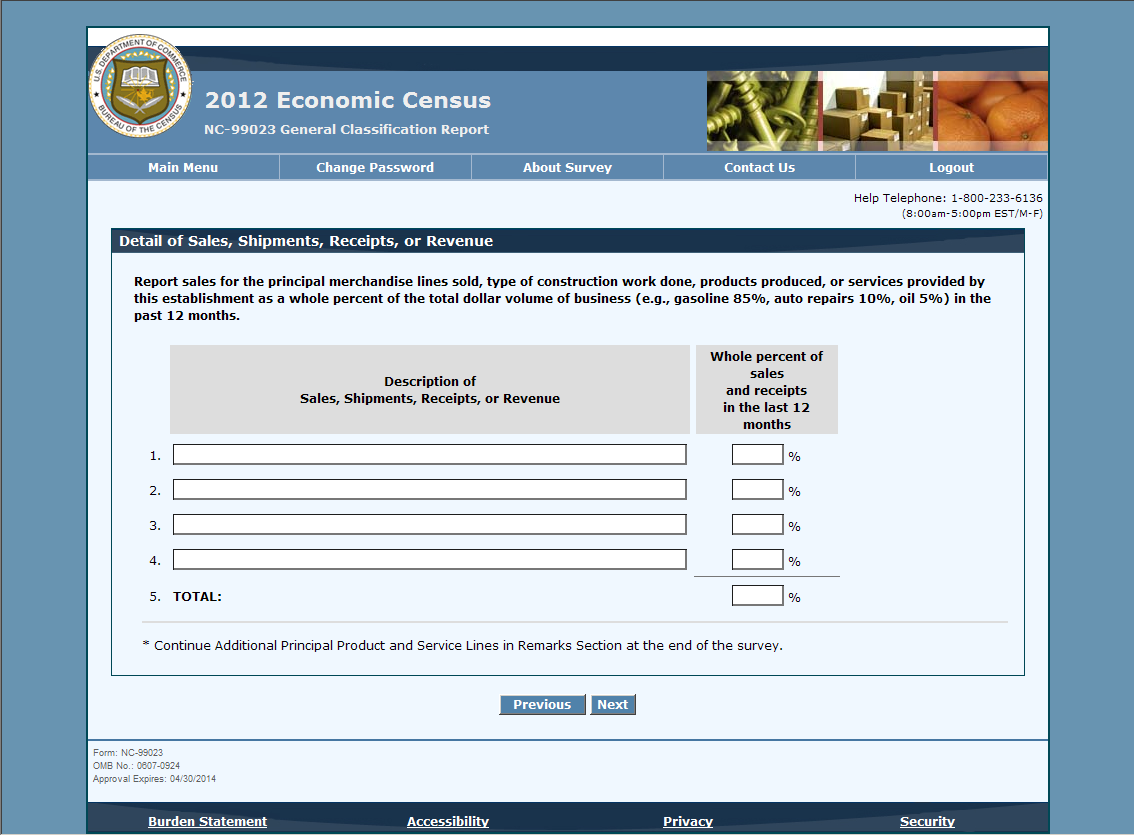 U.S. DEPARTMENT OF COMMERCE
BUREAU OF THE CENSUS
2012 Economic Census
NC-99023 General Classification Report
Main Menu
Change Password
About Survey
Contact Us
Logout
Help Telephone: 1-800-233-6136
(8:00am-5:00pm EST/M-F)
Detail of Sales, Shipments, Receipts, or Revenue
Report sales for the principal merchandise lines sold, type of construction work done, products produced, or services provided by
this establishment as a whole percent of the total dollar volume of business (e.g., gasoline 85%, auto repairs 10%, oil 5%) in the
past 12 months.
Description of
Sales, Shipments, Receipts, or Revenue
Whole percent of
sales
and receipts
in the last 12
months
1. %
2. %
3. %
4. %
5. TOTAL: %
* Continue Additional Principal Product and Service Lines in Remarks Section at the end of the survey.
Previous
Next
Form: NC-99023
OMB No.: 0607-0924
Approval Expires: 04/30/2014
Burden Statement
Accessibility
Privacy
Security